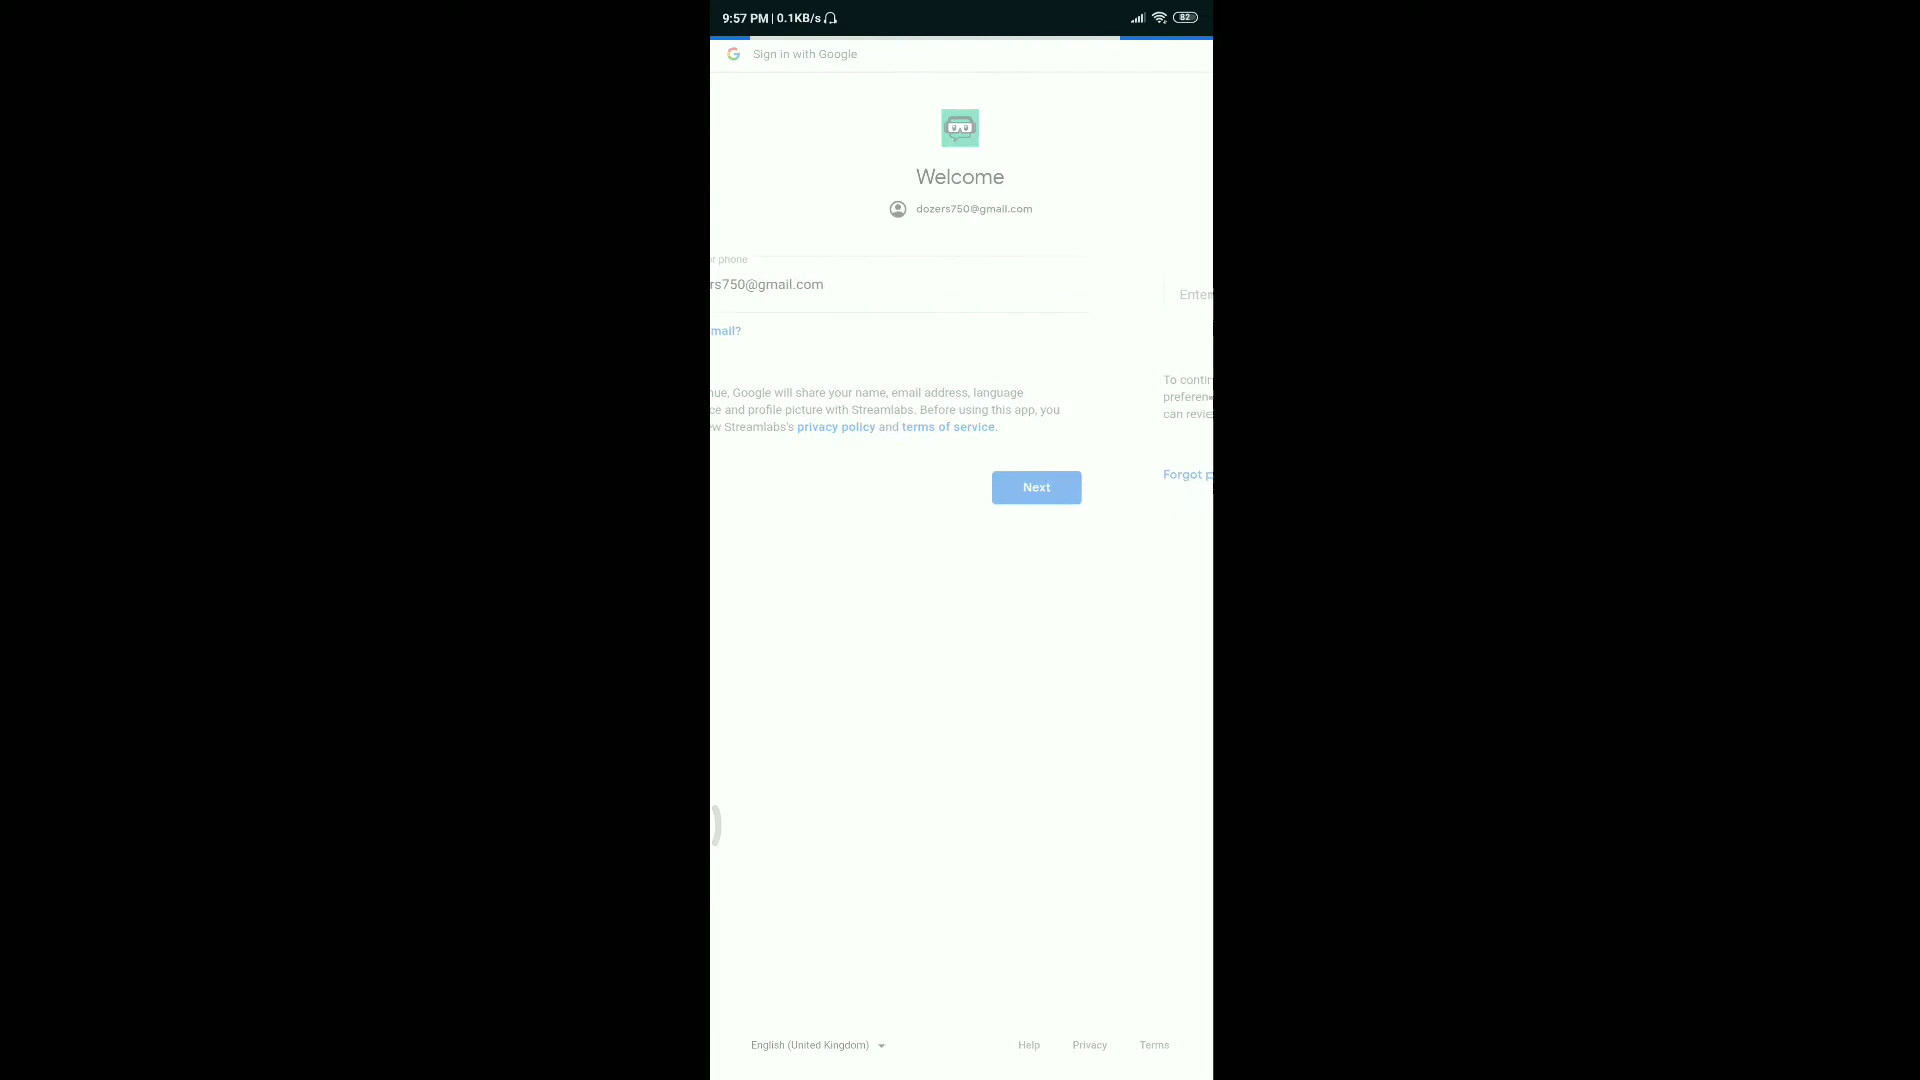 9:57 PM | 0.1KB/s
82
Sign in with Google
Welcome
dozers750@gmail.com
r phone
rs750@gmail.com
Enter
mail?
nue, Google will share your name, email address, language
ce and profile picture with Streamlabs. Before using this app, you
w Streamlabs's privacy policy and terms of service.
To contin
preferen
can revie
Forgot p
Next
English (United Kingdom)
Help
Privacy
Terms